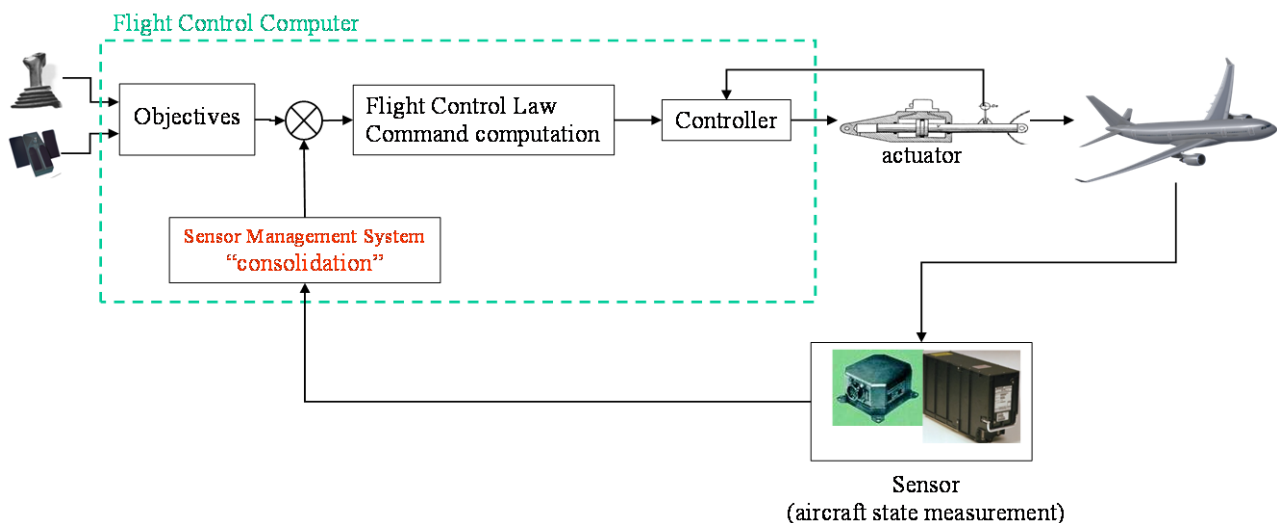 Flight Control Computer
Objectives
Flight Control Law
Command computation
Controller
actuator
Sensor Management System
“consolidation”
Sensor
(aircraft state measurement)